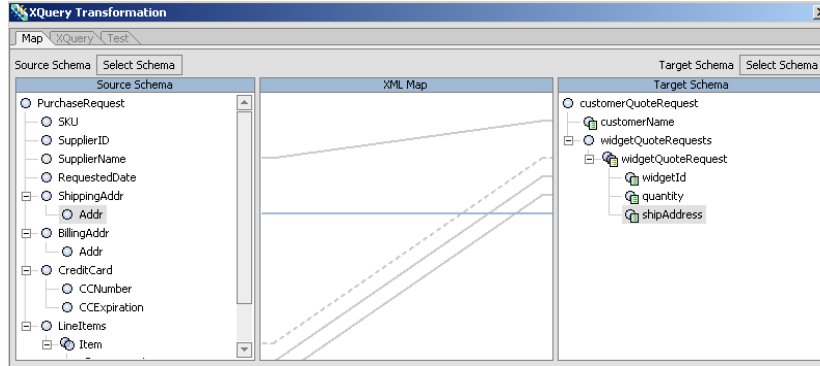 XQuery Transformation
Map XQuery Test
Source Schema Select Schema Target Schema Select Schema
Source Schema XML Map Target Schema
PurchaseRequest
SKU
SupplierID
SupplierName
RequestedDate
ShippingAddr
Addr
BillingAddr
Addr
CreditCard
CCNumber
CCExpiration
LineItems
Item
customerQuoteRequest
customerName
widgetQuoteRequests
widgetQuoteRequest
widgetId
quantity
shipAddress